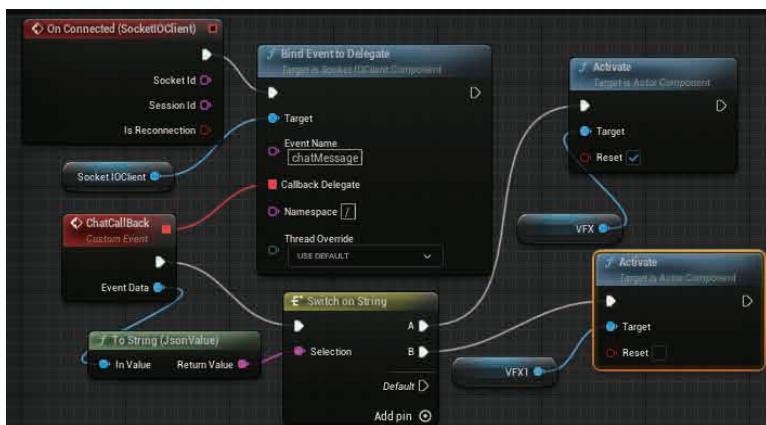 On Connected (SocketIOClient)
Socket Id
Session Id
Is Reconnection
Socket IOClient
ChatCallBack
Custom Event
Event Data
To String (JsonValue)
In Value Return Value
Bind Event to Delegate
Target is Socket IOClient Component
Target
Event Name
chatMessage
Callback Delegate
Namespace /
Thread Override
USE DEFAULT
Switch on String
A
Selection B
Default
Add pin
Activate
Target is Actor Component
Target
Reset
VFX
Activate
Target is Actor Component
Target
Reset
VFX1